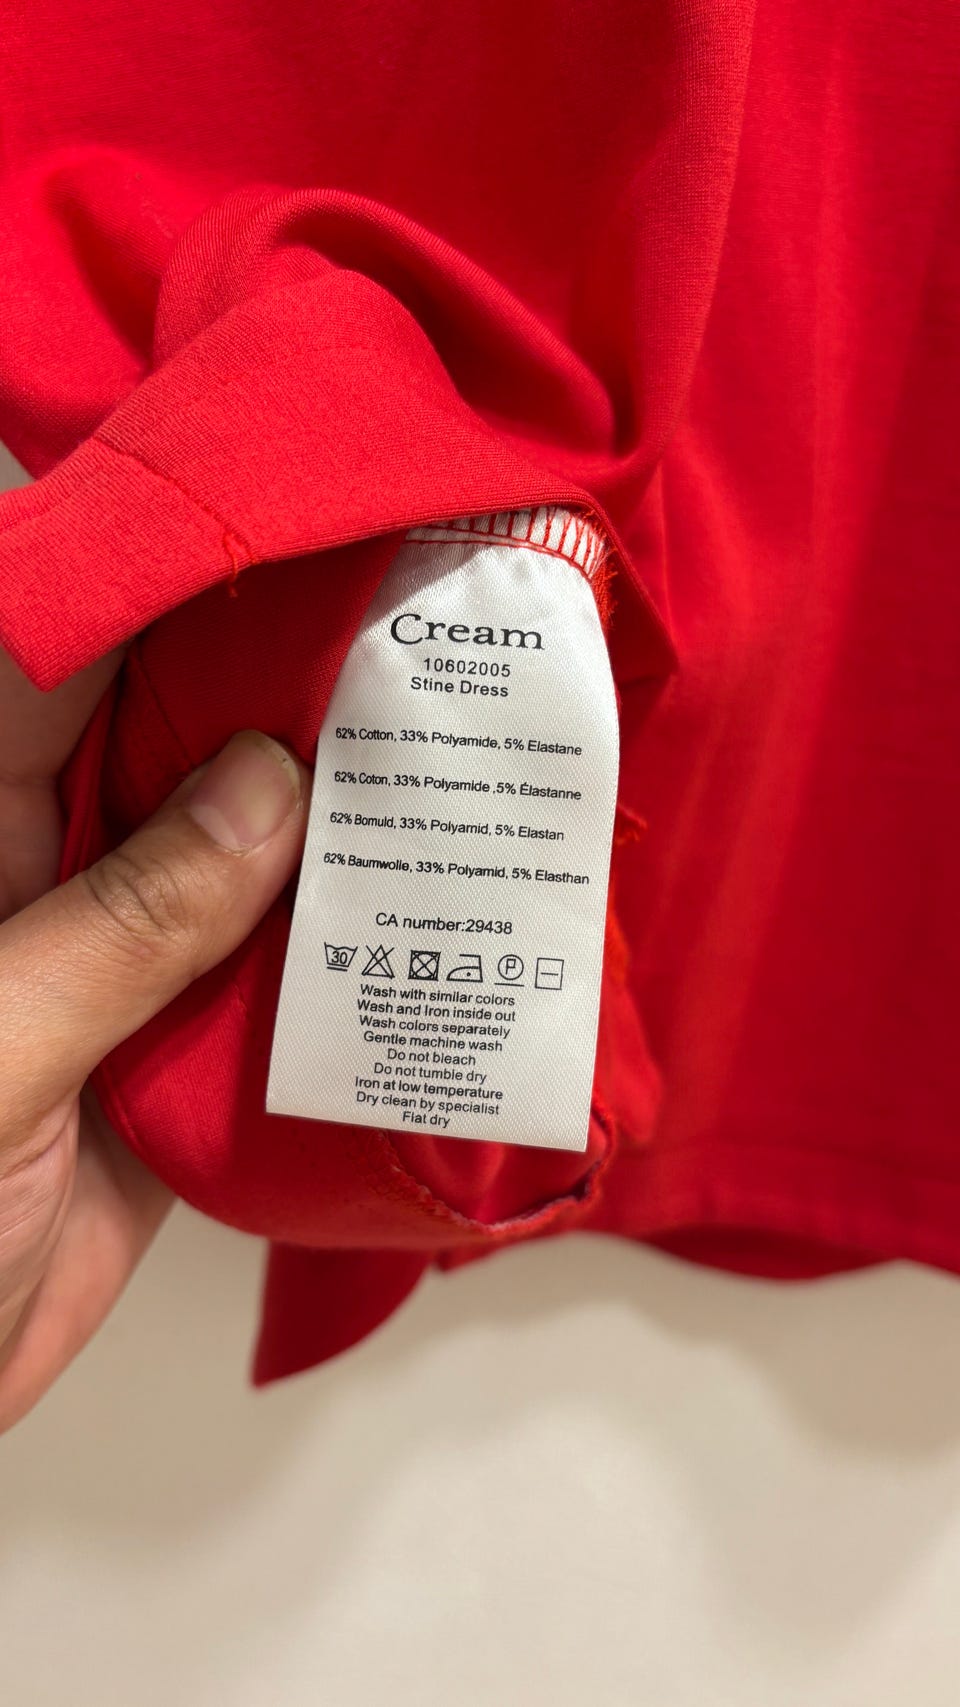 Cream
10602005
Stine Dress
62% Cotton, 33% Polyamide, 5% Elastane
62% Coton, 33% Polyamide ,5% Élastanne
62% Bomuld, 33% Polyamid, 5% Elastan
62% Baumwolle, 33% Polyamid, 5% Elasthan
CA number:29438
30 P
Wash with similar colors
Wash and Iron inside out
Wash colors separately
Gentle machine wash
Do not bleach
Do not tumble dry
Iron at low temperature
Dry clean by specialist
Flat dry